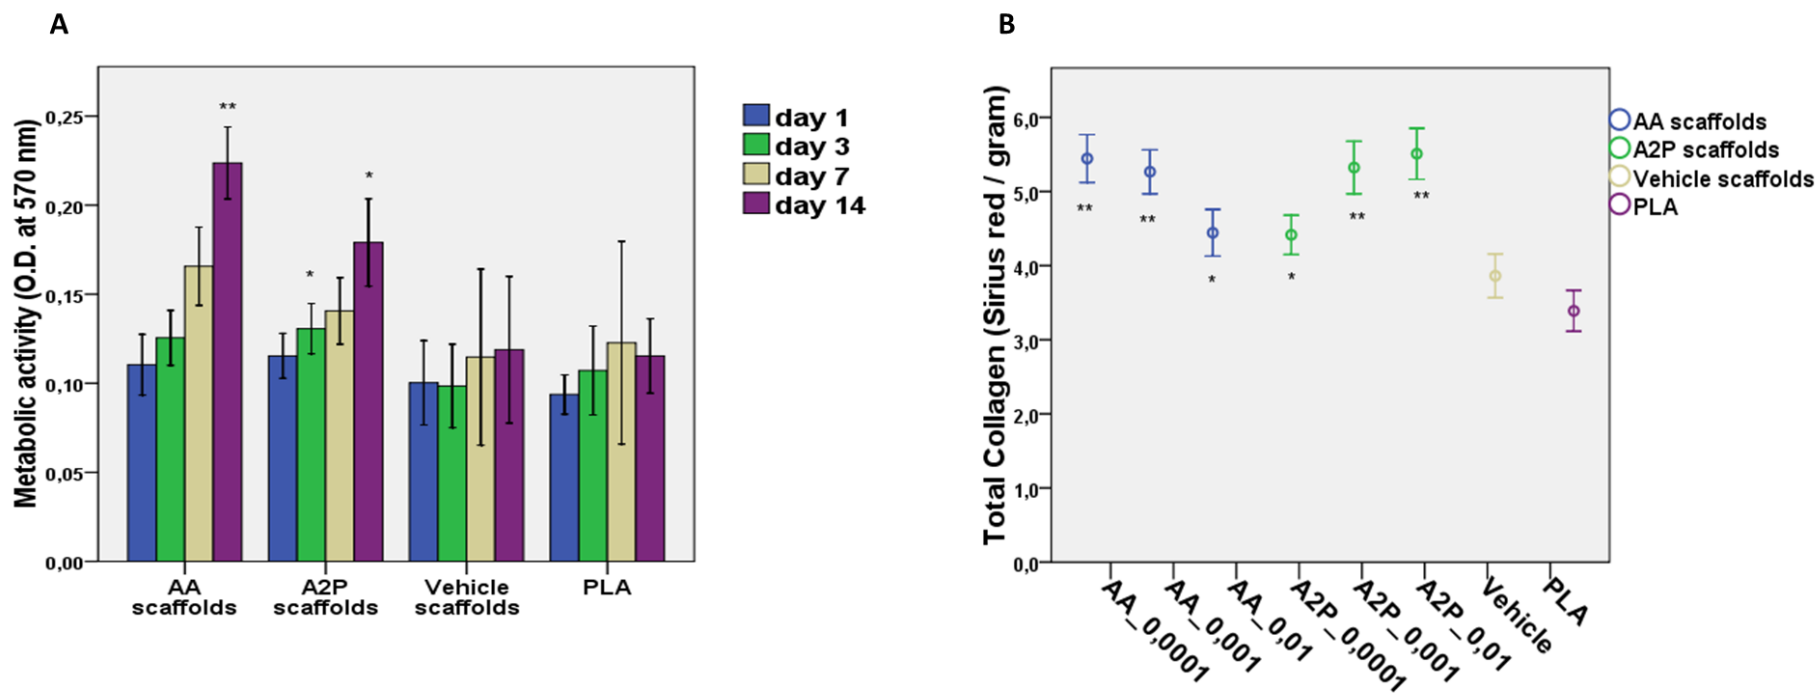 A
Metabolic activity (O.D. at 570 nm)
0,25
0,20
0,15
0,10
0,05
0,00
**
*
*
AA
scaffolds
A2P
scaffolds
Vehicle
scaffolds
PLA
day 1
day 3
day 7
day 14
B
Total Collagen (Sirius red / gram)
6,0
5,0
4,0
3,0
2,0
1,0
0,0
**
**
*
*
**
**
AA_0,0001
AA_0,001
AA_0,01
A2P_0,0001
A2P_0,001
A2P_0,01
Vehicle
PLA
AA scaffolds
A2P scaffolds
Vehicle scaffolds
PLA